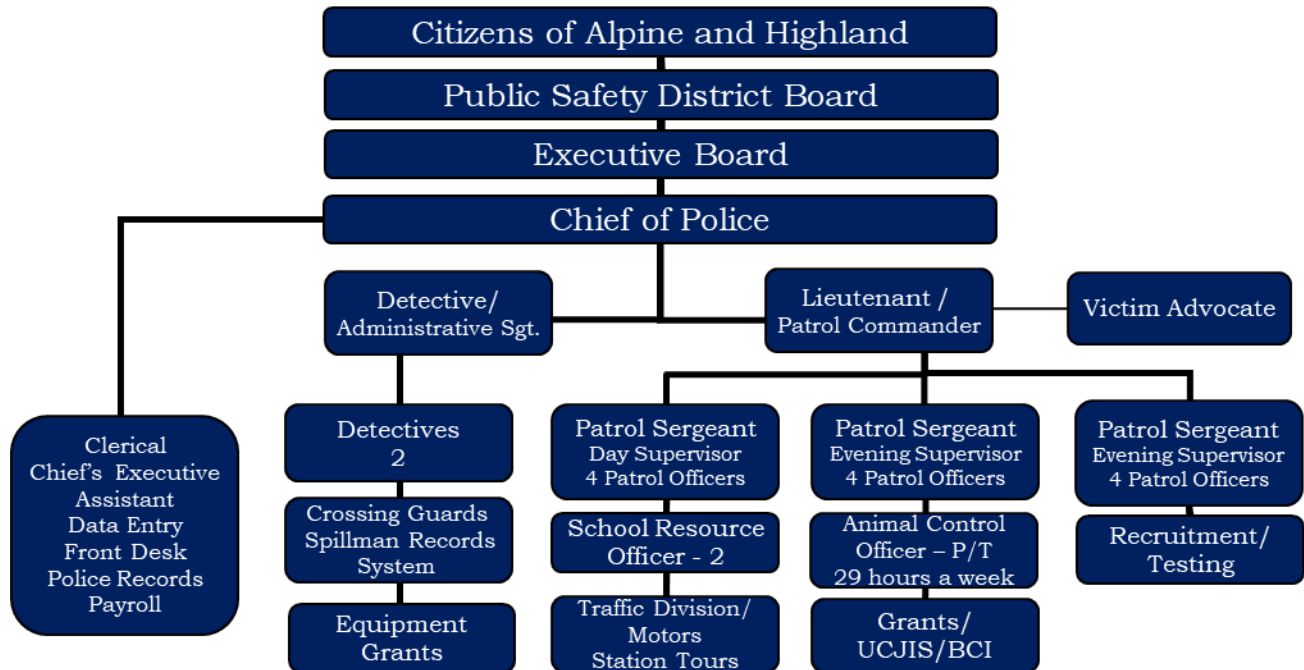 Citizens of Alpine and Highland
Public Safety District Board
Executive Board
Chief of Police
Detective/
Administrative Sgt.
Lieutenant /
Patrol Commander
Victim Advocate
Clerical
Chief's Executive
Assistant
Data Entry
Front Desk
Police Records
Payroll
Detectives
2
Crossing Guards
Spillman Records
System
Equipment
Grants
Patrol Sergeant
Day Supervisor
4 Patrol Officers
School Resource
Officer - 2
Traffic Division/
Motors
Station Tours
Patrol Sergeant
Evening Supervisor
4 Patrol Officers
Animal Control
Officer – P/T
29 hours a week
Grants/
UCJIS/BCI
Patrol Sergeant
Evening Supervisor
4 Patrol Officers
Recruitment/
Testing